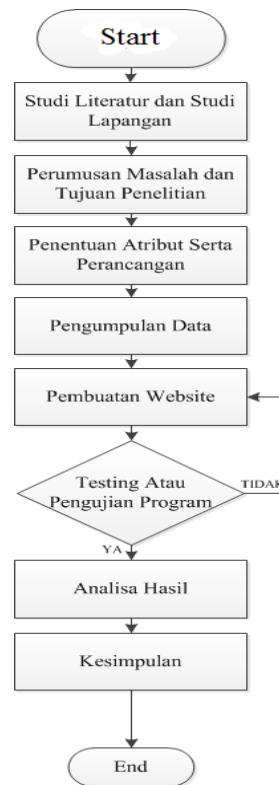 Start
Studi Literatur dan Studi
Lapangan
Perumusan Masalah dan
Tujuan Penelitian
Penentuan Atribut Serta
Perancangan
Pengumpulan Data
Pembuatan Website
Testing Atau
Pengujian Program
TIDAK
YA
Analisa Hasil
Kesimpulan
End